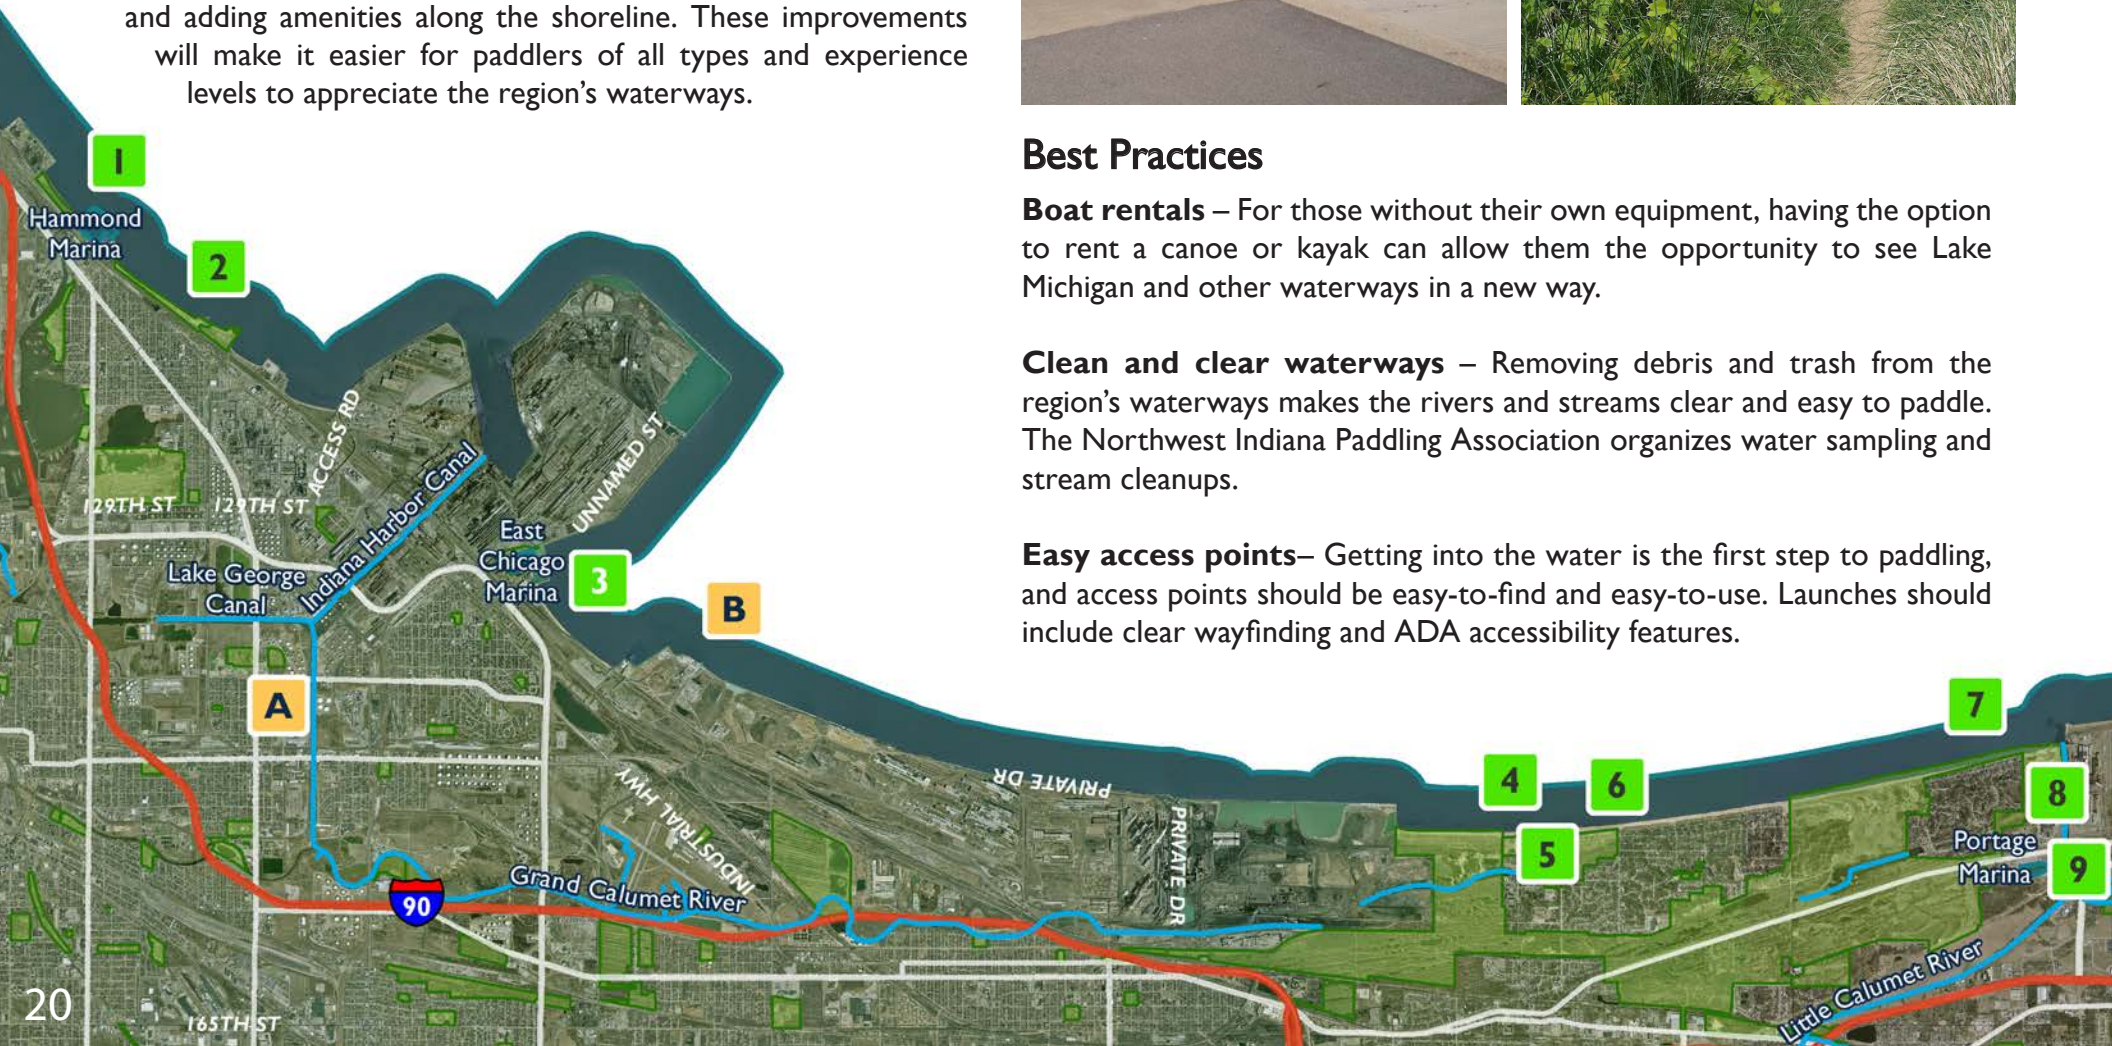 and adding amenities along the shoreline. These improvements
will make it easier for paddlers of all types and experience
levels to appreciate the region's waterways.
Best Practices
Boat rentals – For those without their own equipment, having the option
to rent a canoe or kayak can allow them the opportunity to see Lake
Michigan and other waterways in a new way.
Clean and clear waterways – Removing debris and trash from the
region's waterways makes the rivers and streams clear and easy to paddle.
The Northwest Indiana Paddling Association organizes water sampling and
stream cleanups.
Easy access points– Getting into the water is the first step to paddling,
and access points should be easy-to-find and easy-to-use. Launches should
include clear wayfinding and ADA accessibility features.
1
Hammond
Marina
2
ACCESS RD
129TH ST
129TH ST
Indiana Harbor Canal
UNNAMED ST
East
Chicago
Marina
3
B
Lake George
Canal
A
INDUSTRIAL HWY
PRIVATE DR
PRIVATE DR
4
6
5
7
8
Portage
Marina
9
90
Grand Calumet River
Little Calumet River
165TH ST
20